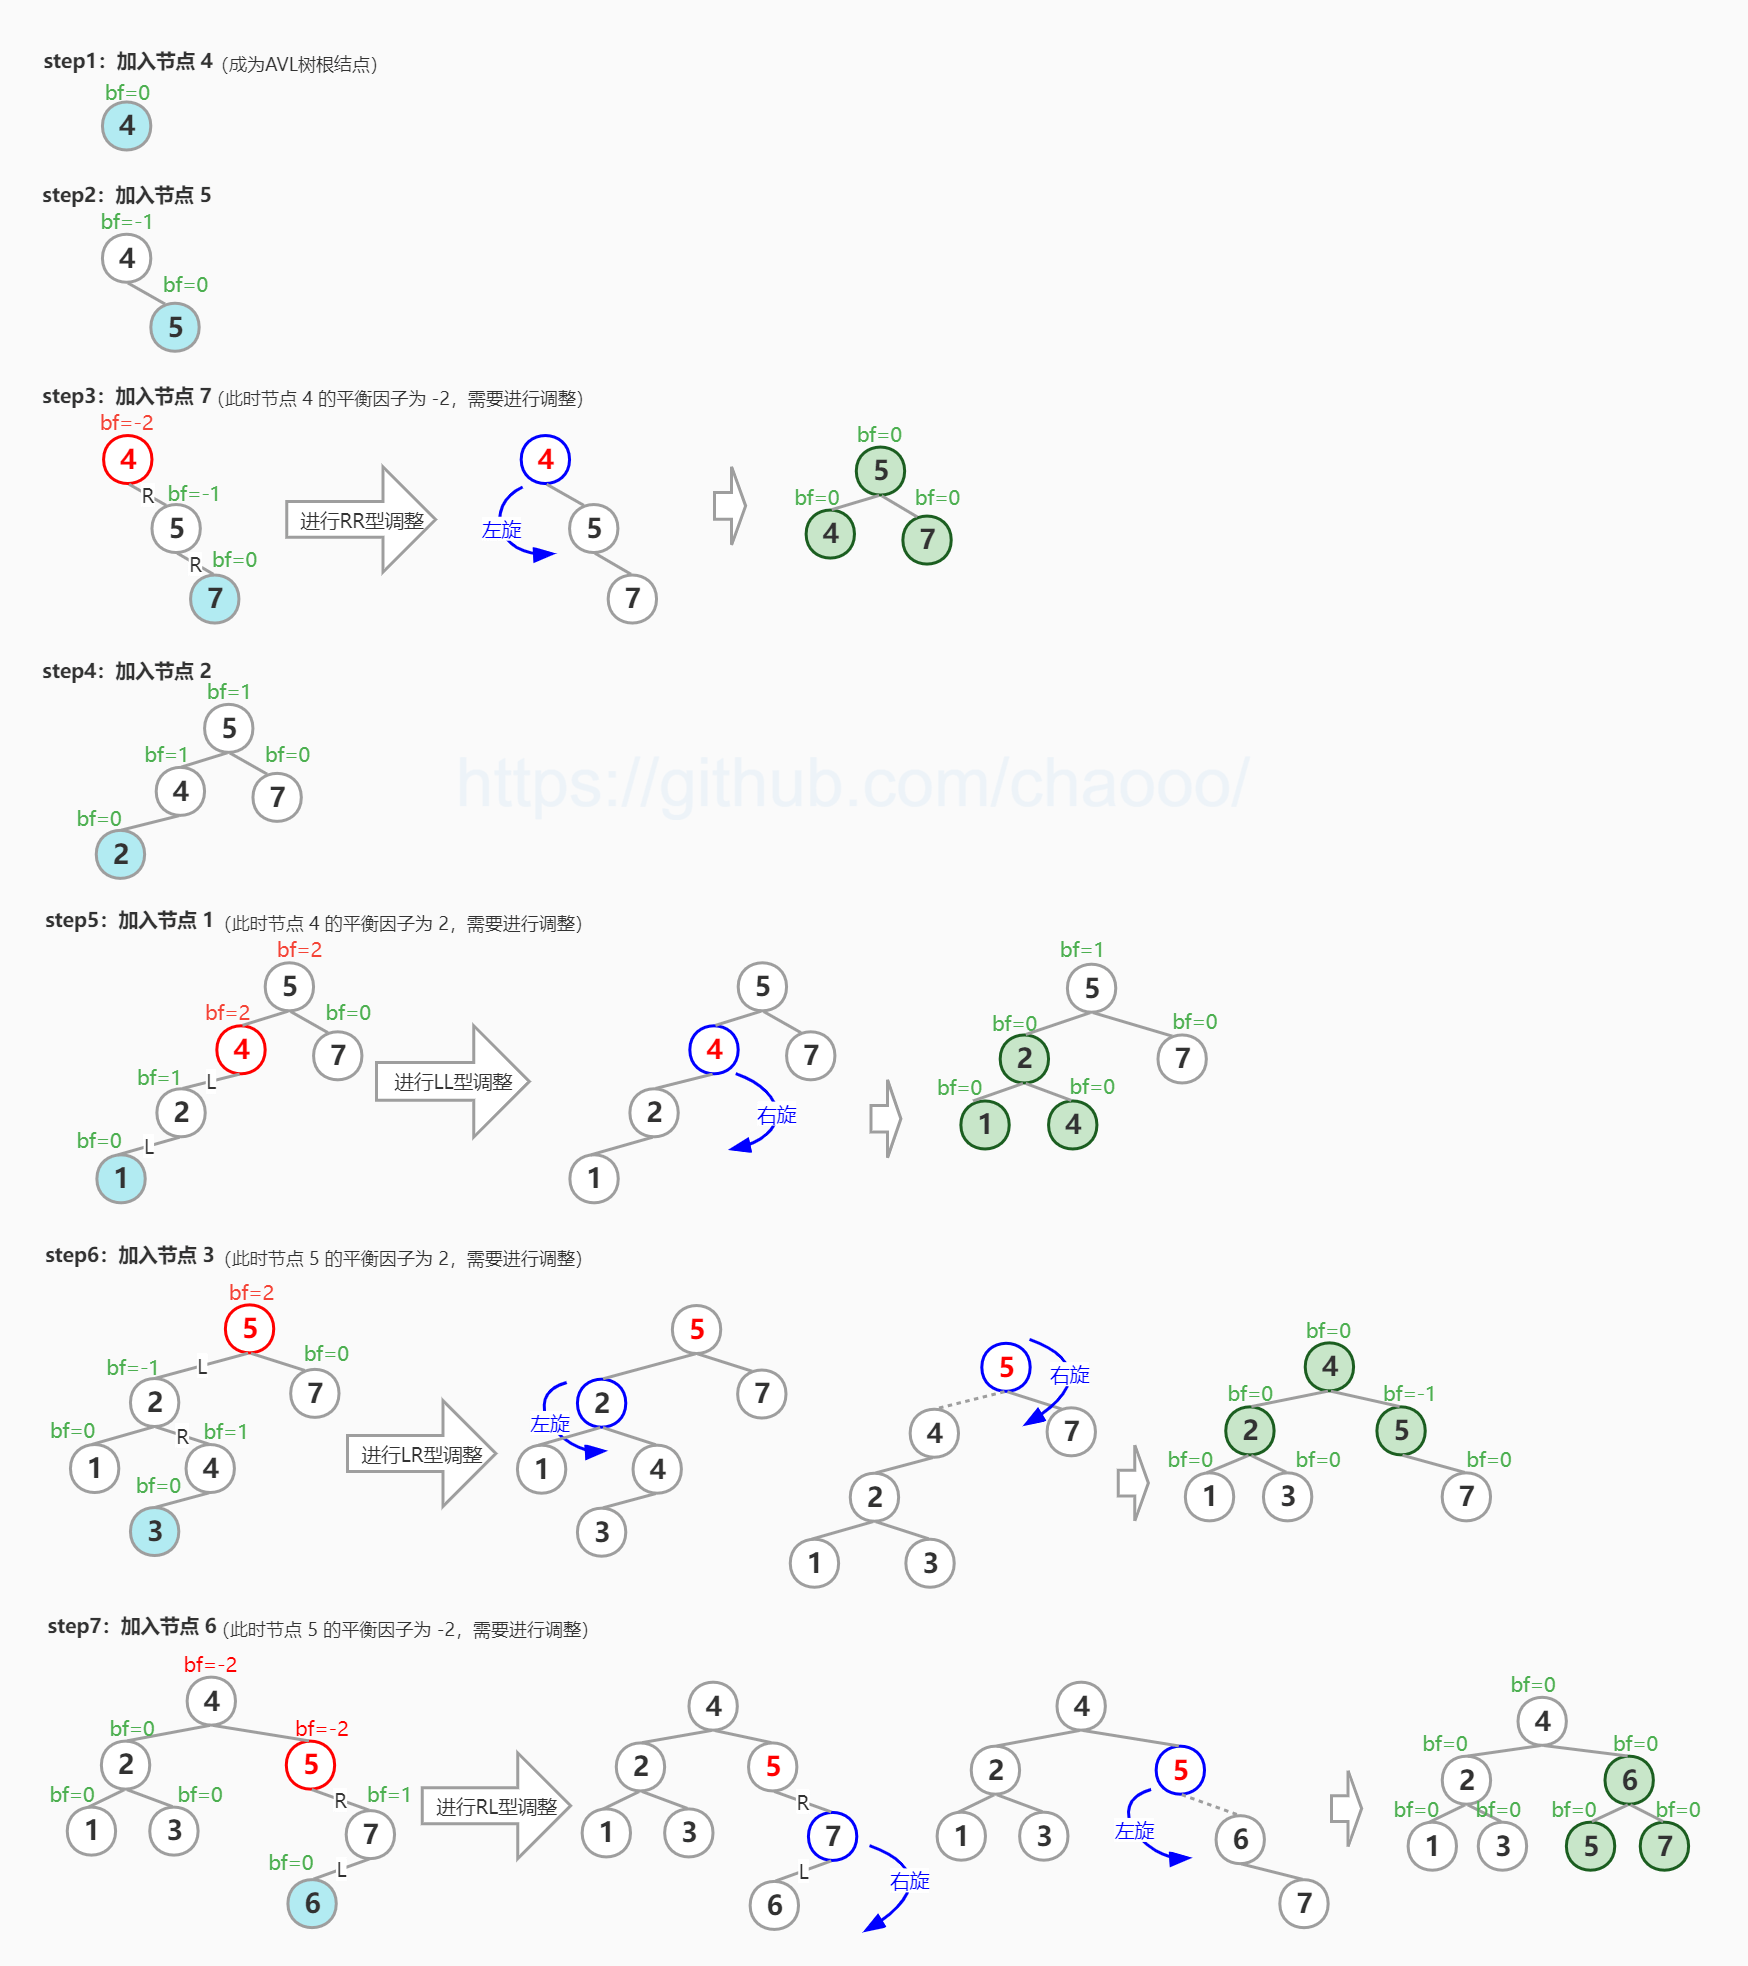 step1：加入节点 4 (成为AVL树根结点)
bf=0
4
step2：加入节点 5
bf=-1
4
bf=0
5
step3：加入节点 7 (此时节点 4 的平衡因子为 -2，需要进行调整)
bf=-2
4
R bf=-1
5
R bf=0
7
进行RR型调整
4
左旋
5
7
bf=0
5
bf=0 bf=0
4 7
step4：加入节点 2
bf=1
5
bf=1 bf=0
4 7
bf=0
2
https://github.com/chaooo/
step5：加入节点 1 (此时节点 4 的平衡因子为 2，需要进行调整)
bf=2
5
bf=2 bf=0
4 7
bf=1 L
2
bf=0 L
1
进行LL型调整
5
4 7
2 右旋
1
bf=1
5
bf=0 bf=0
2 7
bf=0 bf=0
1 4
step6：加入节点 3 (此时节点 5 的平衡因子为 2，需要进行调整)
bf=2
5
bf=-1 L bf=0
2 7
bf=0 R bf=1
1 4
bf=0
3
进行LR型调整
5
2 7
左旋
1 4
3
5 右旋
4 7
2
1 3
bf=0
4
bf=0 bf=-1
2 5
bf=0 bf=0 bf=0
1 3 7
step7：加入节点 6 (此时节点 5 的平衡因子为 -2，需要进行调整)
bf=-2
4
bf=0 bf=-2
2 5
bf=0 bf=0 R bf=1
1 3 7
bf=0 L
6
进行RL型调整
4
2 5
R
1 3 7
L 右旋
6
4
2 5
左旋
1 3 6
7
bf=0
4
bf=0 bf=0
2 6
bf=0 bf=0 bf=0 bf=0
1 3 5 7